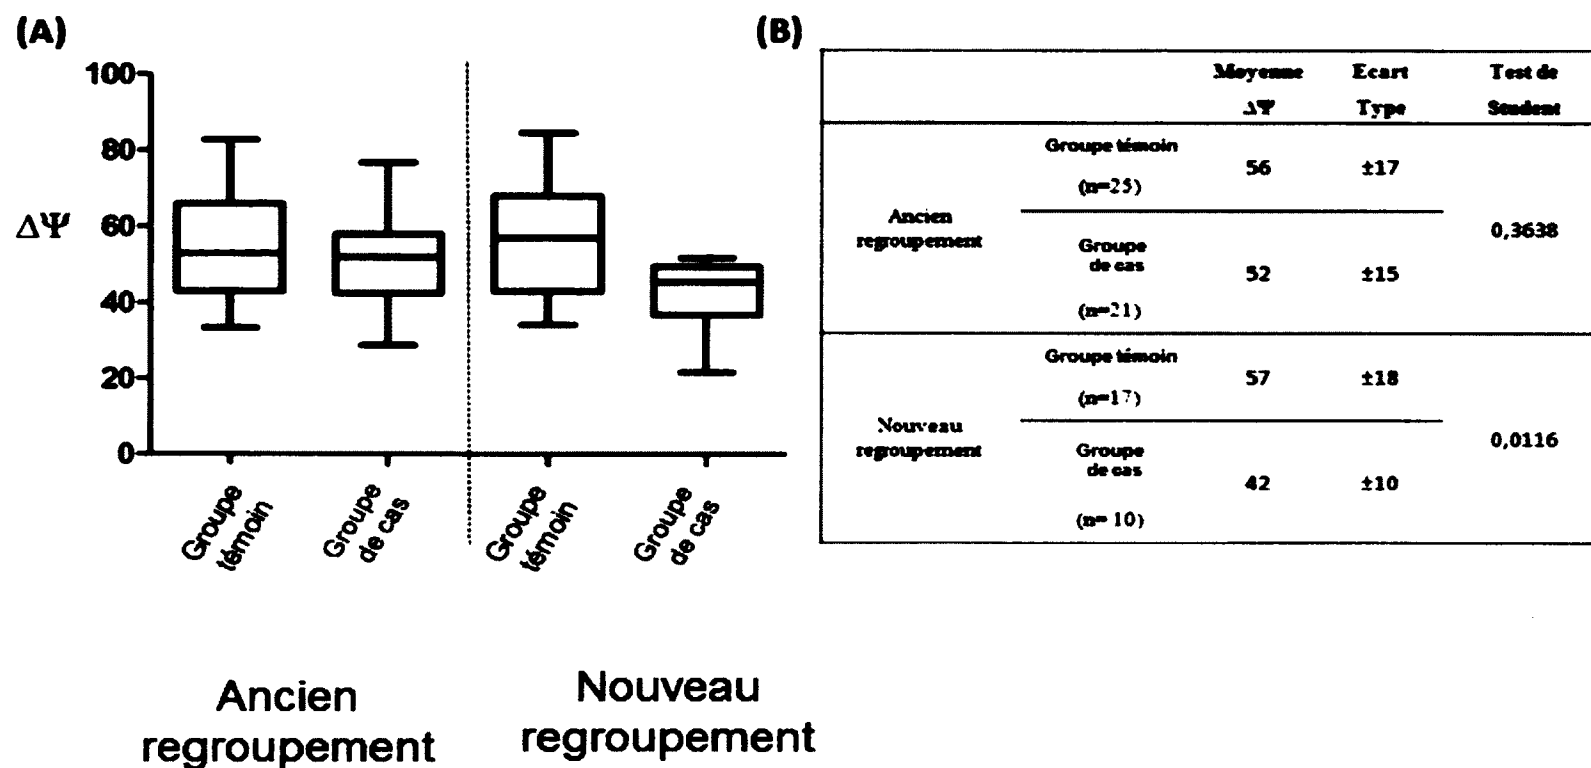 (A)
100
80
60
40
20
0
ΔΨ
Groupe
témoin
Groupe
de cas
Groupe
témoin
Groupe
de cas
Ancien
regroupement
Nouveau
regroupement
(B)
Moyenne
ΔΨ
Ecart
Type
Test de
Student
Ancien
regroupement
Groupe témoin
(n=25)
56
±17
Groupe
de cas
(n=21)
52
±15
0,3638
Nouveau
regroupement
Groupe témoin
(n=17)
57
±18
Groupe
de cas
(n= 10)
42
±10
0,0116